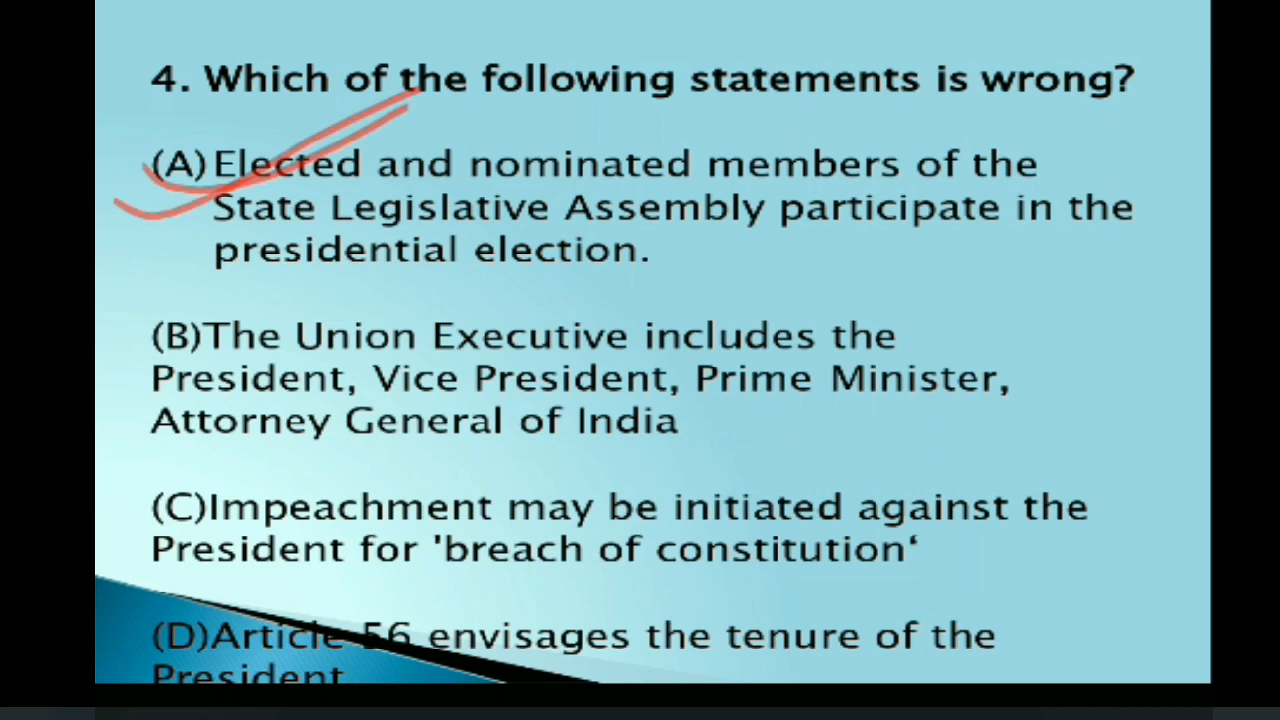 4. Which of the following statements is wrong?
(A) Elected and nominated members of the
State Legislative Assembly participate in the
presidential election.
(B)The Union Executive includes the
President, Vice President, Prime Minister,
Attorney General of India
(C)Impeachment may be initiated against the
President for 'breach of constitution‘
(D)Article 56 envisages the tenure of the
President